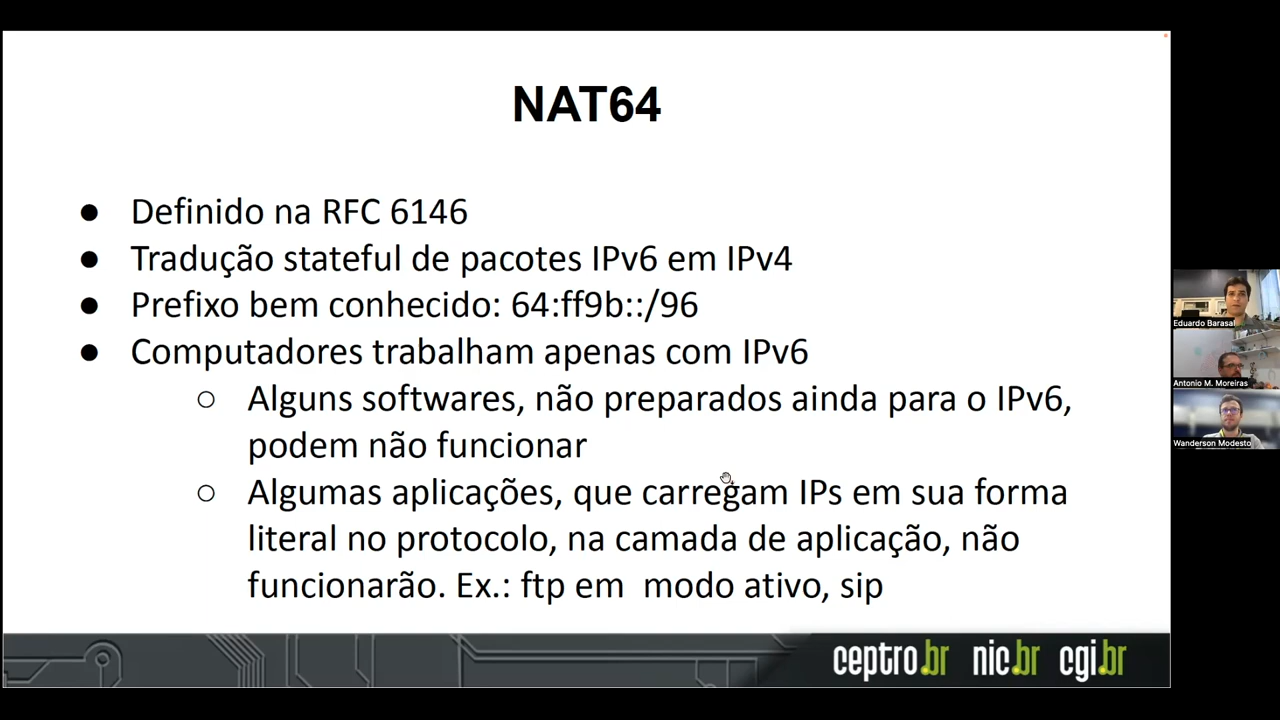 NAT64
● Definido na RFC 6146
● Tradução stateful de pacotes IPv6 em IPv4
● Prefixo bem conhecido: 64:ff9b::/96
● Computadores trabalham apenas com IPv6
○ Alguns softwares, não preparados ainda para o IPv6,
podem não funcionar
○ Algumas aplicações, que carregam IPs em sua forma
literal no protocolo, na camada de aplicação, não
funcionarão. Ex.: ftp em  modo ativo, sip
ceptro.br nic.br cgi.br
Eduardo Barasal
Antonio M. Moreiras
Wanderson Modesto